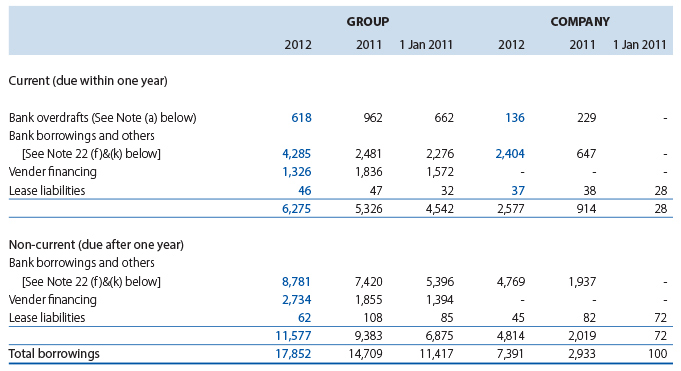 GROUP COMPANY
2012 2011 1 Jan 2011 2012 2011 1 Jan 2011
Current (due within one year)
Bank overdrafts (See Note (a) below) 618 962 662 136 229 -
Bank borrowings and others
[See Note 22 (f)&(k) below] 4,285 2,481 2,276 2,404 647 -
Vender financing 1,326 1,836 1,572 - - -
Lease liabilities 46 47 32 37 38 28
6,275 5,326 4,542 2,577 914 28
Non-current (due after one year)
Bank borrowings and others
[See Note 22 (f)&(k) below] 8,781 7,420 5,396 4,769 1,937 -
Vender financing 2,734 1,855 1,394 - - -
Lease liabilities 62 108 85 45 82 72
11,577 9,383 6,875 4,814 2,019 72
Total borrowings 17,852 14,709 11,417 7,391 2,933 100